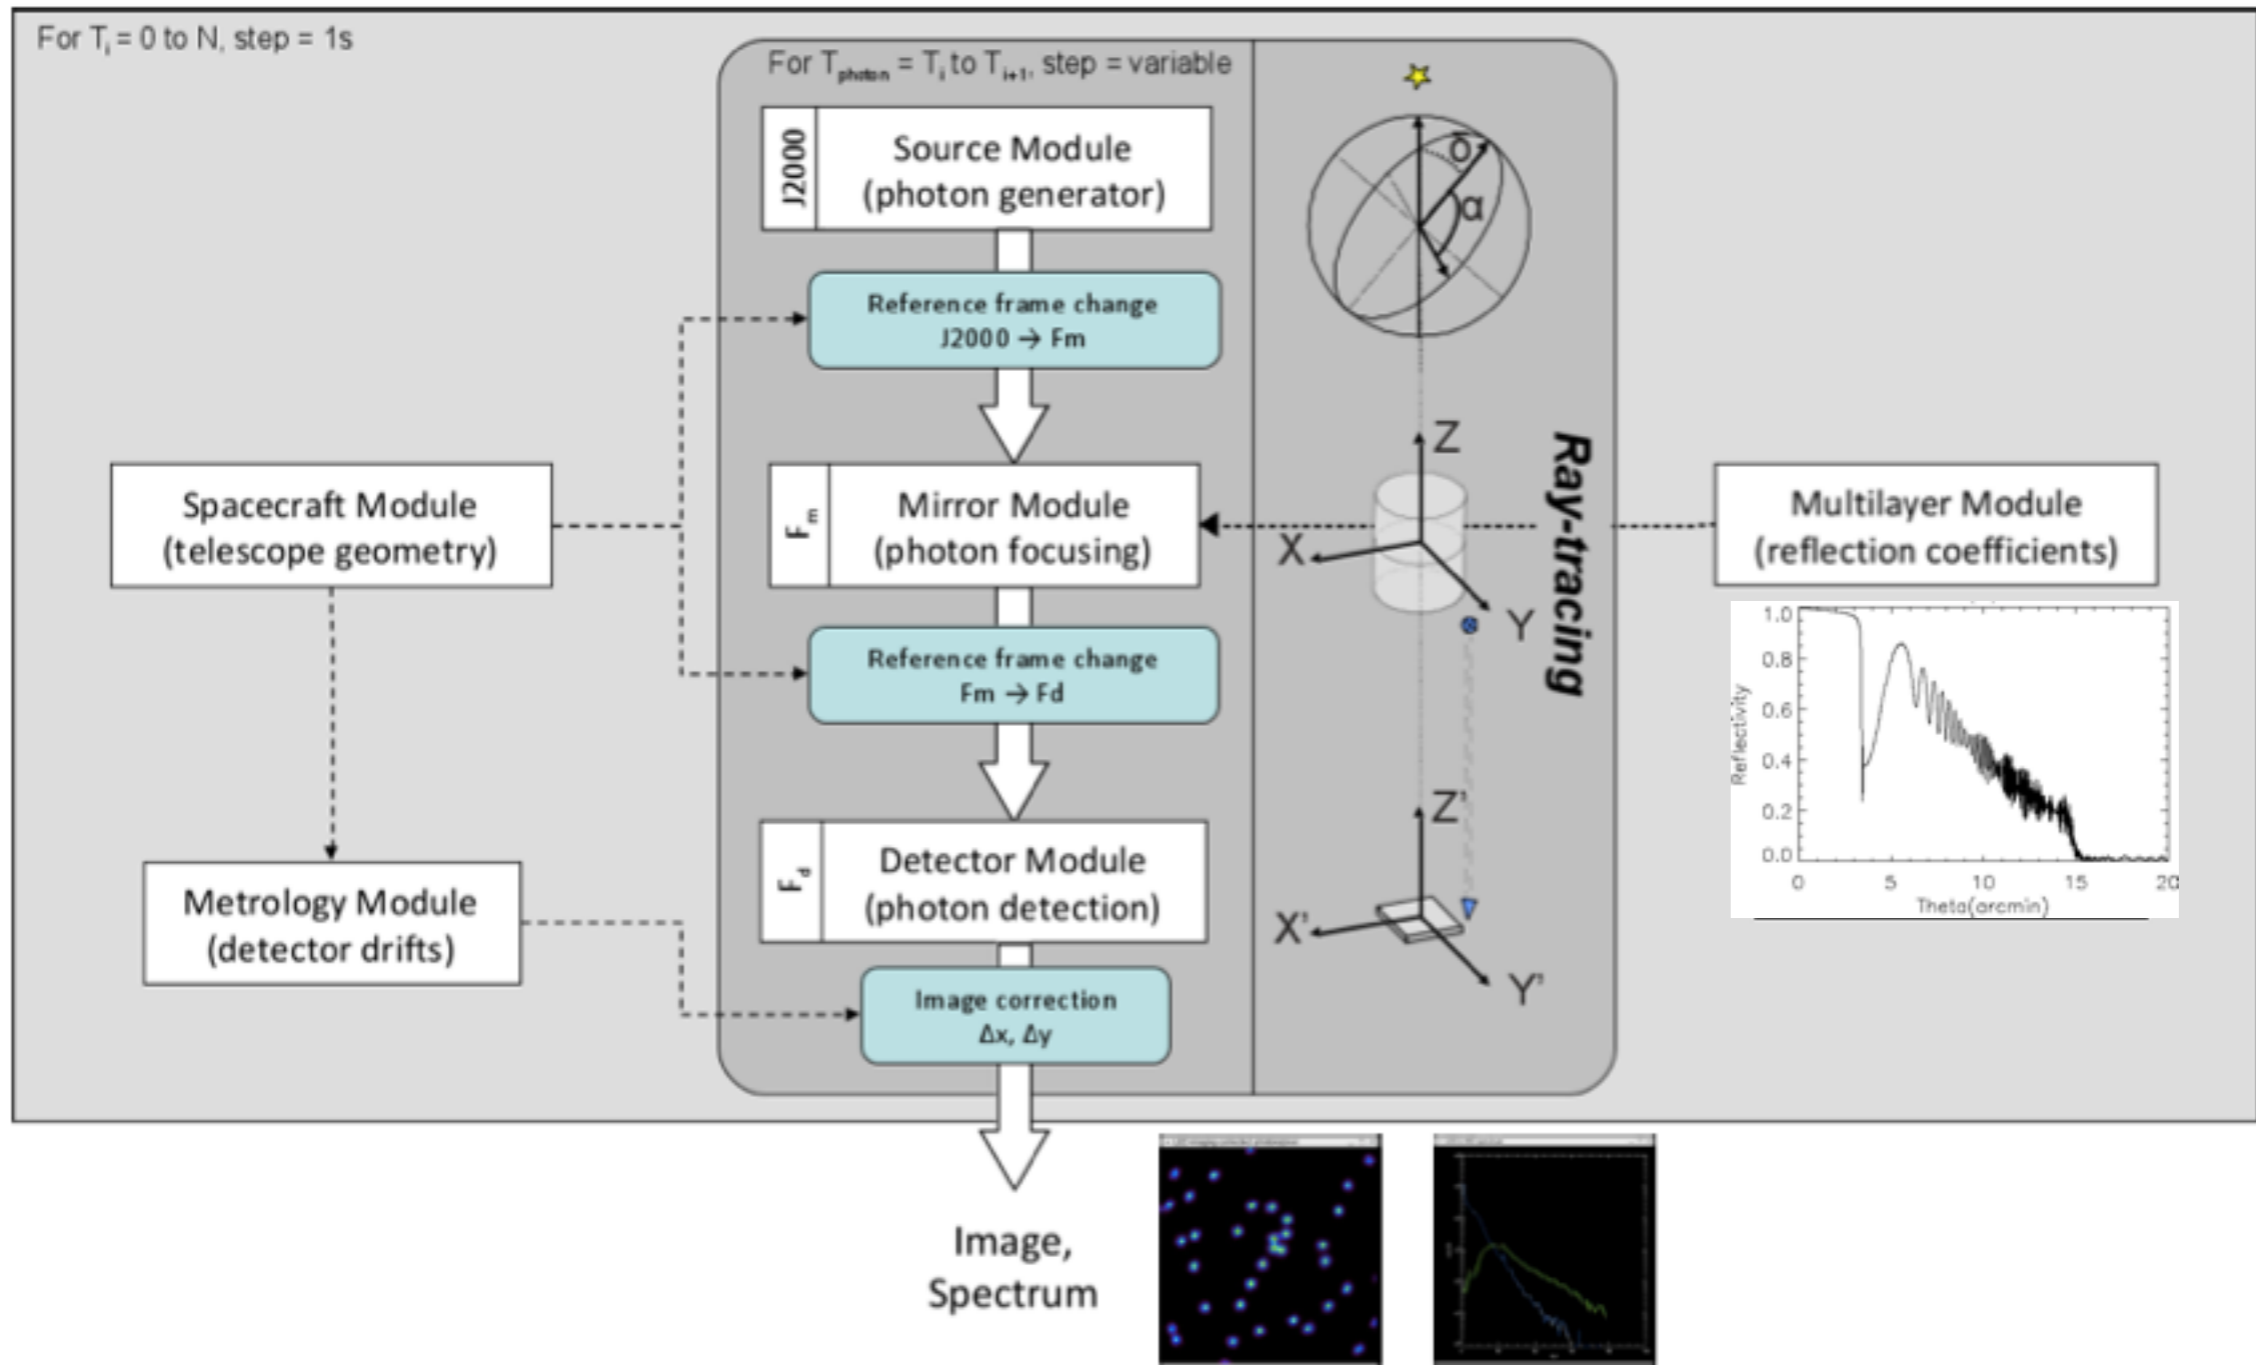 For Tᵢ = 0 to N, step = 1s
For Tₚₕₒₜₒₙ = Tᵢ to Tᵢ₊₁, step = variable
J2000
Source Module
(photon generator)
δ
α
Reference frame change
J2000 → Fm
Z
X
Y
Ray-tracing
Spacecraft Module
(telescope geometry)
Fₘ
Mirror Module
(photon focusing)
Multilayer Module
(reflection coefficients)
Reference frame change
Fm → Fd
1.0
0.8
0.6
0.4
0.2
0.0
Reflectivity
0 5 10 15 20
Theta(arcmin)
Metrology Module
(detector drifts)
F_d
Detector Module
(photon detection)
Z'
X'
Y'
Image correction
Δx, Δy
Image,
Spectrum